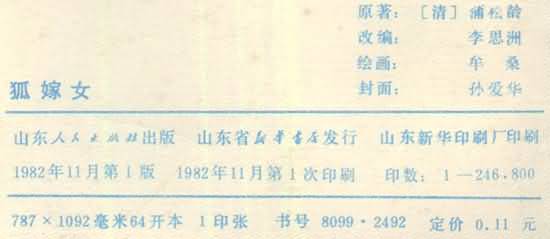 原著：［清］蒲松龄
改编：李思洲
绘画：牟桑
封面：孙爱华
狐嫁女
山东人民出版社出版 山东省新华书店发行 山东新华印刷厂印刷
1982年11月第1版 1982年11月第1次印刷 印数：1—246,800
787×1092毫米64开本 1印张 书号 8099·2492 定价 0.11 元